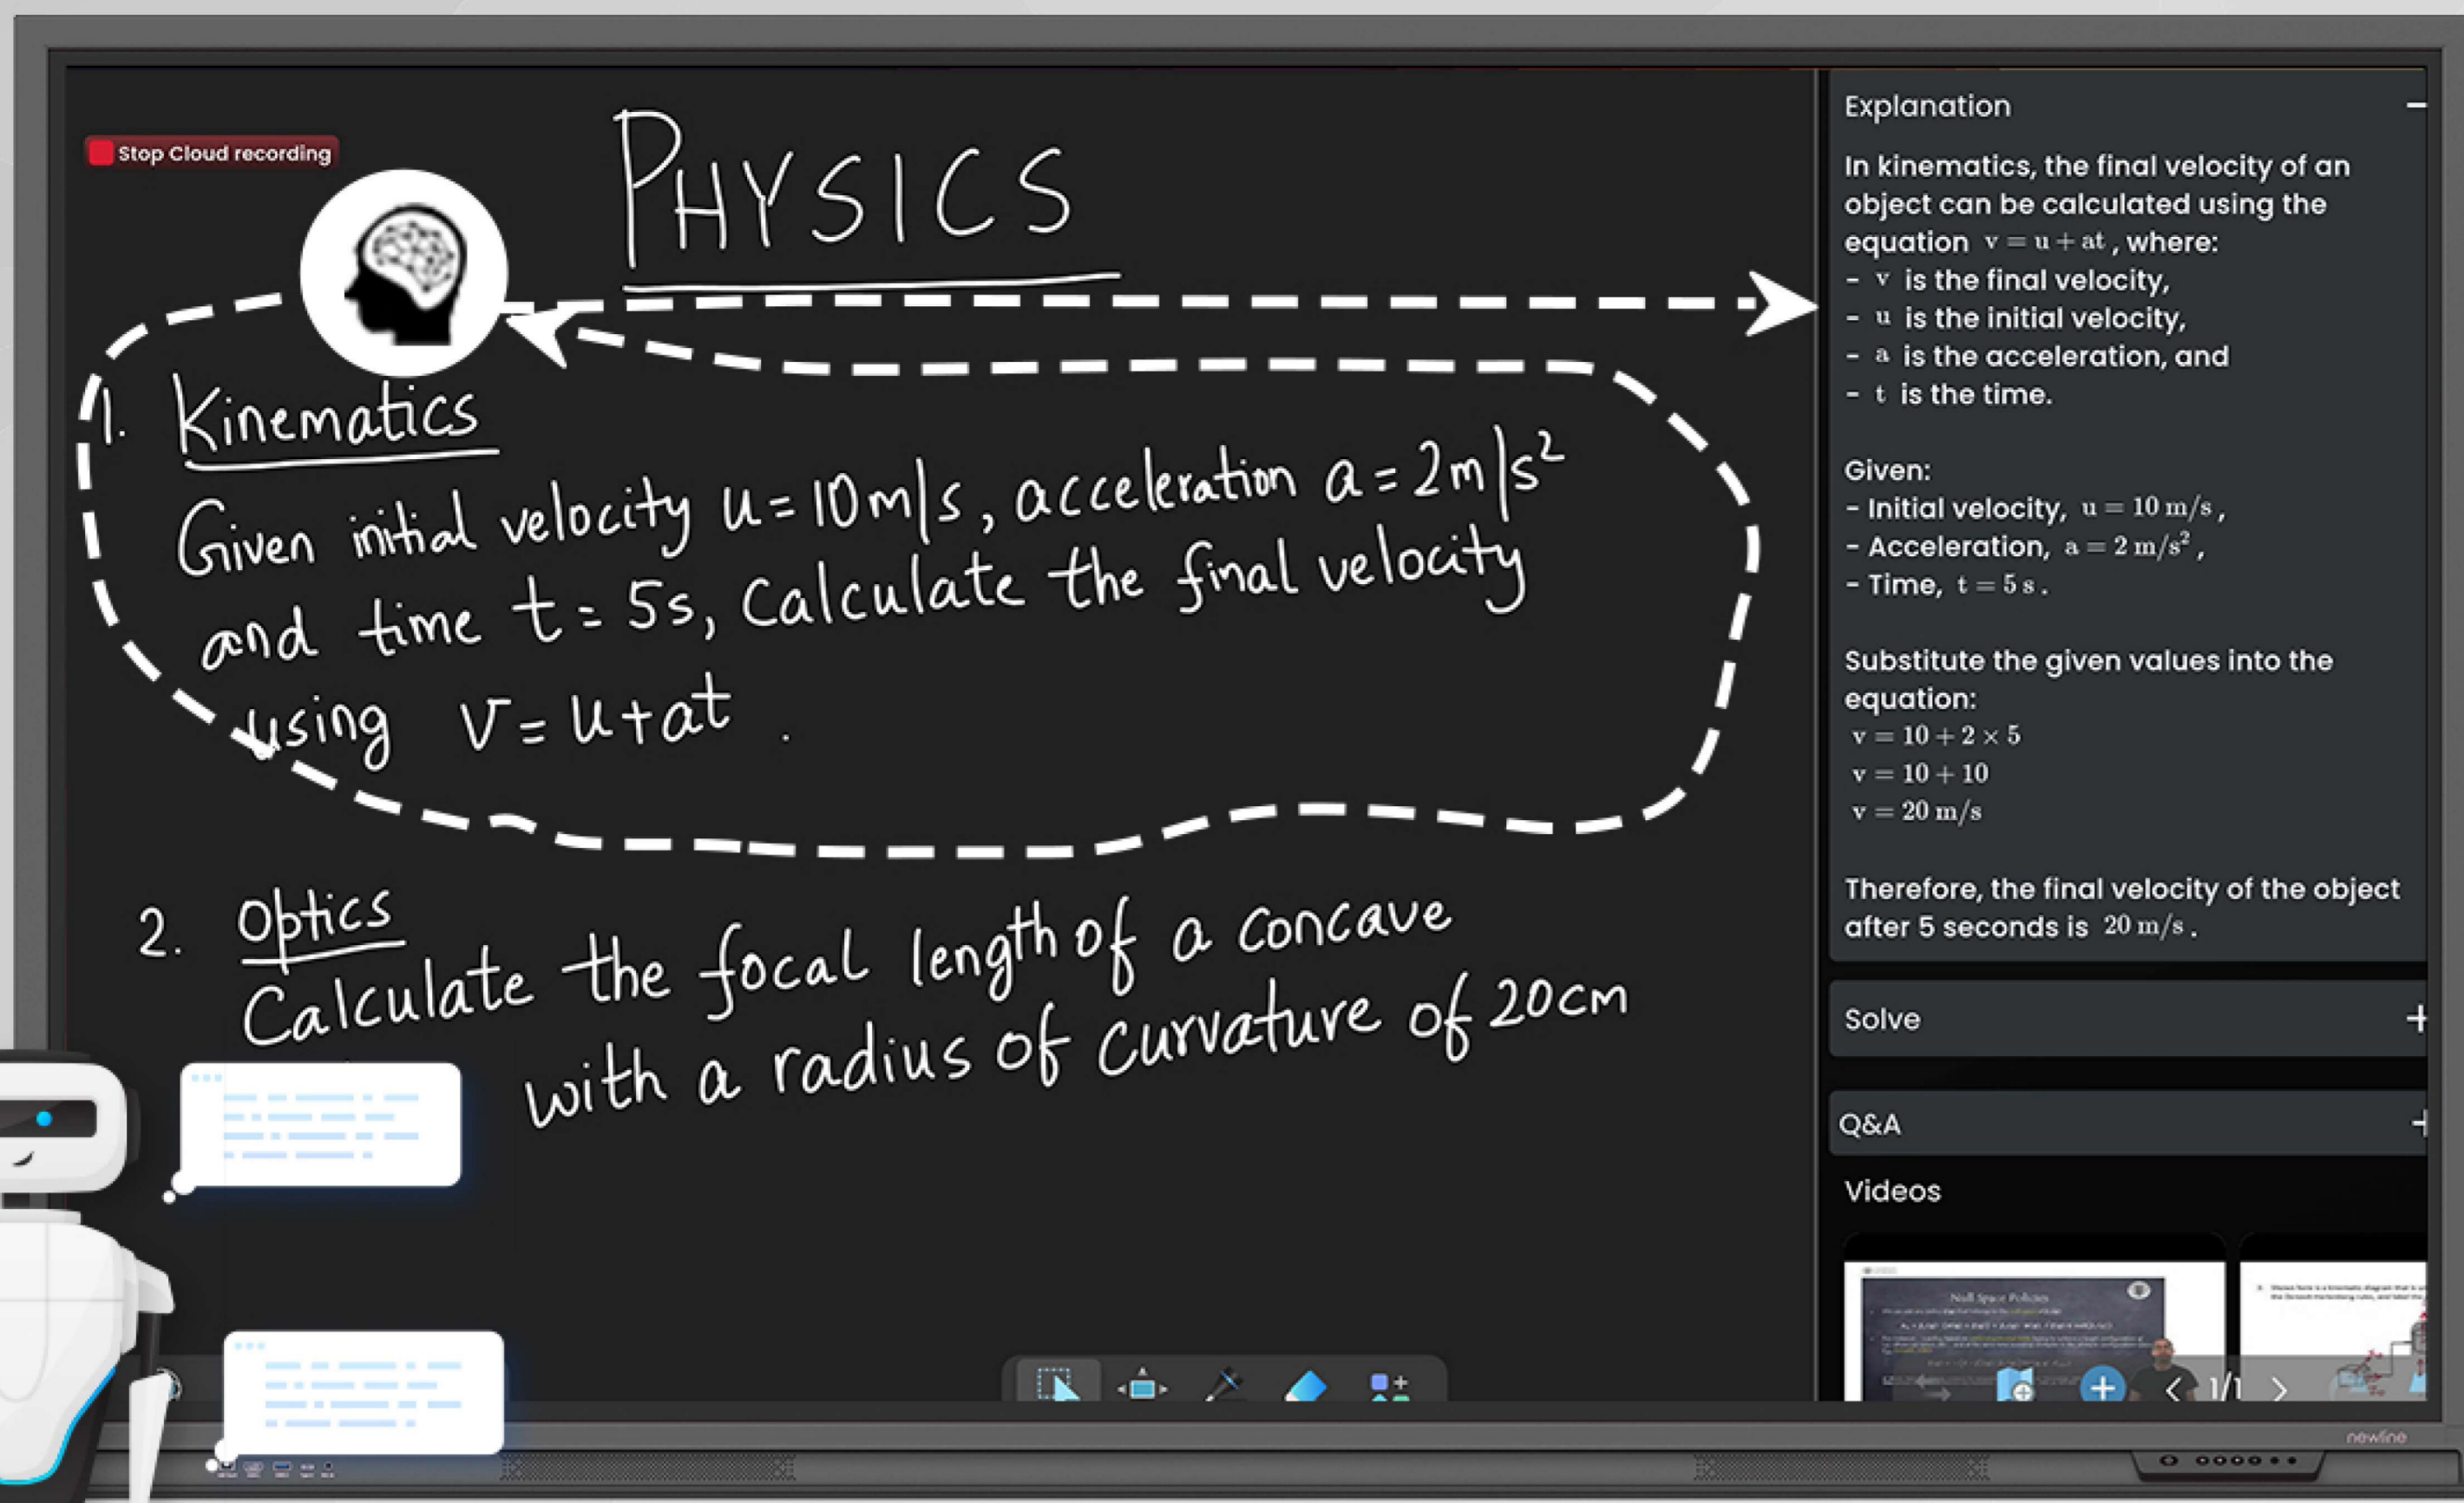 Stop Cloud recording
PHYSICS
1. Kinematics
Given initial velocity u = 10m/s, acceleration a = 2m/s²
and time t = 5s, Calculate the final velocity
using v = u + at .
2. Optics
Calculate the focal length of a concave
with a radius of curvature of 20cm
Explanation
In kinematics, the final velocity of an
object can be calculated using the
equation v = u + at , where:
- v is the final velocity,
- u is the initial velocity,
- a is the acceleration, and
- t is the time.
Given:
- Initial velocity, u = 10 m/s ,
- Acceleration, a = 2 m/s² ,
- Time, t = 5 s .
Substitute the given values into the
equation:
v = 10 + 2 × 5
v = 10 + 10
v = 20 m/s
Therefore, the final velocity of the object
after 5 seconds is 20 m/s .
Solve
Q&A
Videos
Null Space Policies
1/1
newline